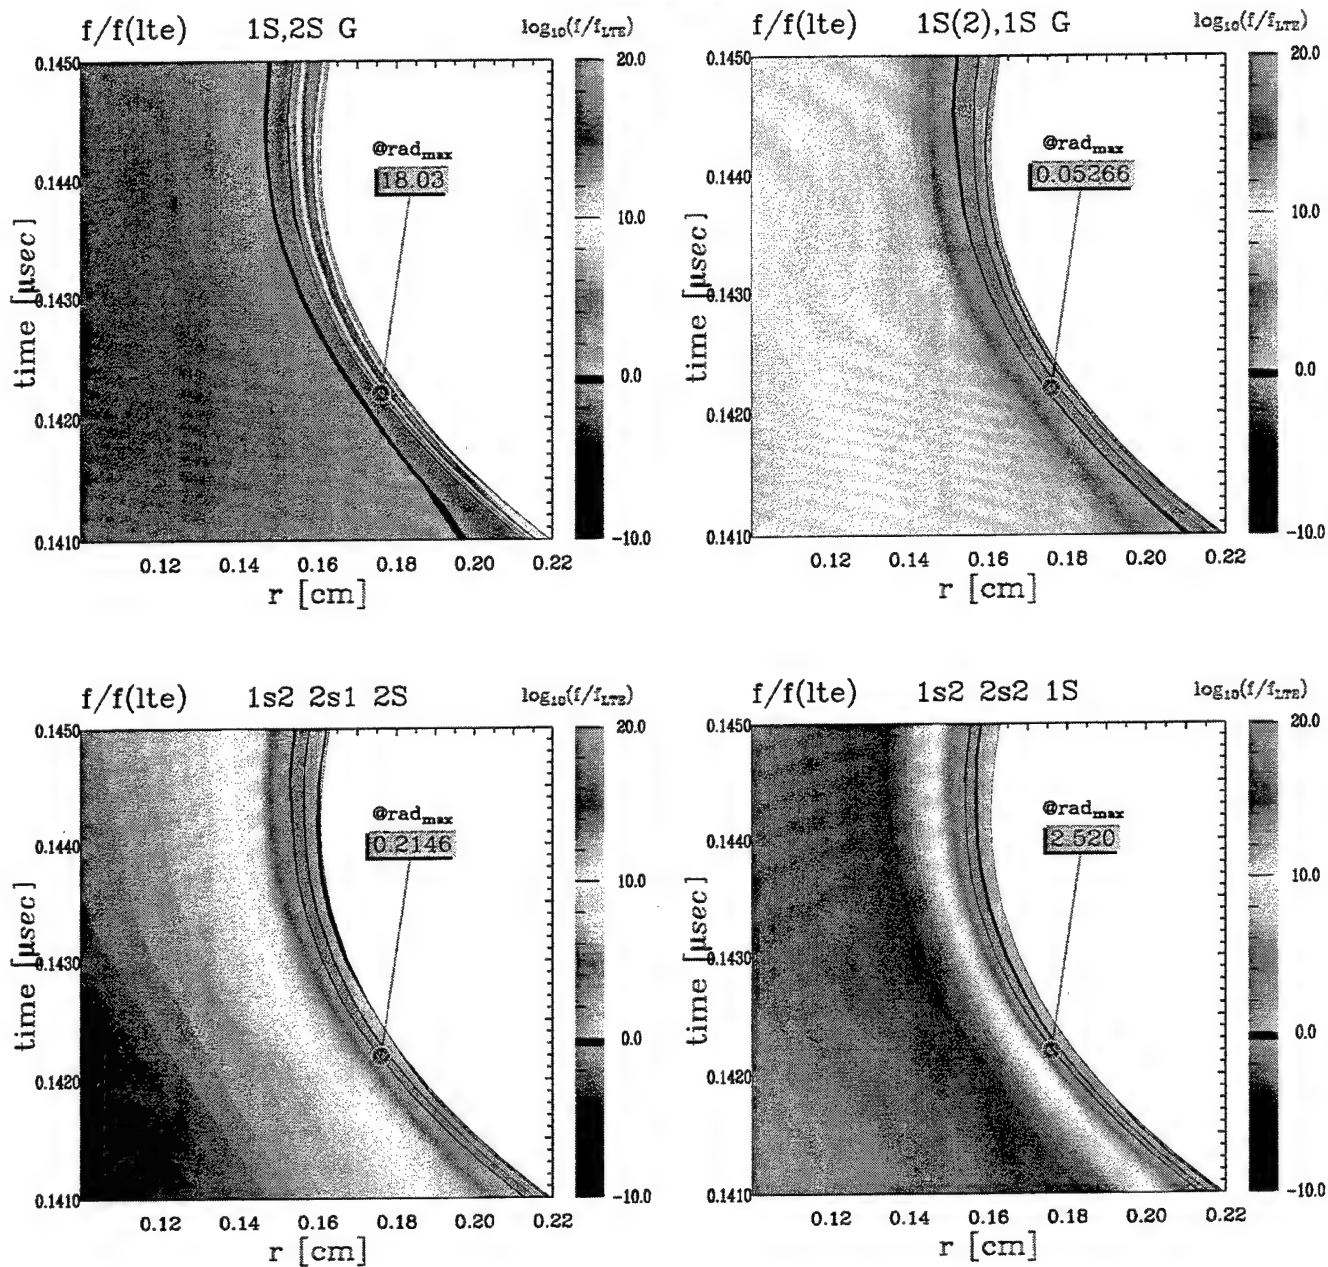 f/f(lte) 1S,2S G log₁₀(f/f_LTE)
0.1450
0.1440
0.1430
0.1420
0.1410
time [μsec]
@rad_max
18.03
20.0
10.0
0.0
-10.0
0.12 0.14 0.16 0.18 0.20 0.22
r [cm]
f/f(lte) 1S(2),1S G log₁₀(f/f_LTE)
0.1450
0.1440
0.1430
0.1420
0.1410
time [μsec]
@rad_max
0.05266
20.0
10.0
0.0
-10.0
0.12 0.14 0.16 0.18 0.20 0.22
r [cm]
f/f(lte) 1s2 2s1 2S log₁₀(f/f_LTE)
0.1450
0.1440
0.1430
0.1420
0.1410
time [μsec]
@rad_max
0.2146
20.0
10.0
0.0
-10.0
0.12 0.14 0.16 0.18 0.20 0.22
r [cm]
f/f(lte) 1s2 2s2 1S log₁₀(f/f_LTE)
0.1450
0.1440
0.1430
0.1420
0.1410
time [μsec]
@rad_max
2.520
20.0
10.0
0.0
-10.0
0.12 0.14 0.16 0.18 0.20 0.22
r [cm]